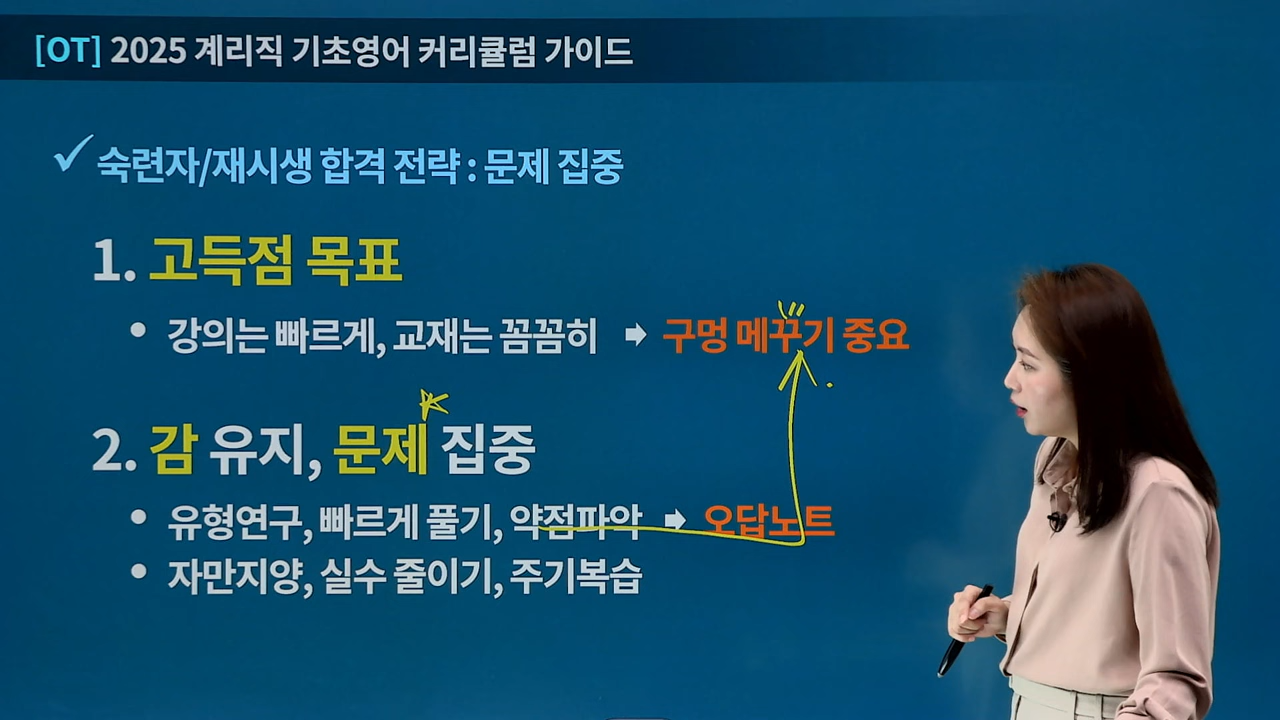 [OT] 2025 계리직 기초영어 커리큘럼 가이드
✓ 숙련자/재시생 합격 전략 : 문제 집중
1. 고득점 목표
• 강의는 빠르게, 교재는 꼼꼼히 ➡ 구멍 메꾸기 중요
2. 감 유지, 문제 집중
• 유형연구, 빠르게 풀기, 약점파악 ➡ 오답노트
• 자만지양, 실수 줄이기, 주기복습